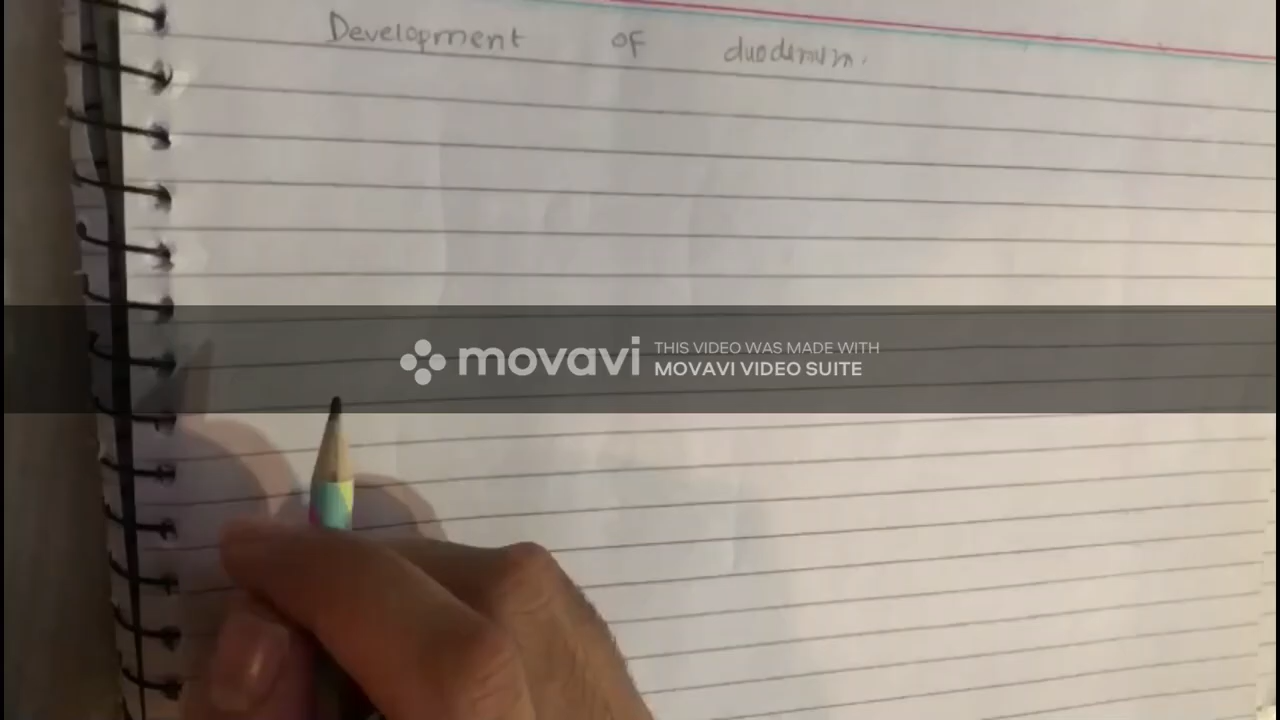 Development of duodenum.
movavi
THIS VIDEO WAS MADE WITH
MOVAVI VIDEO SUITE